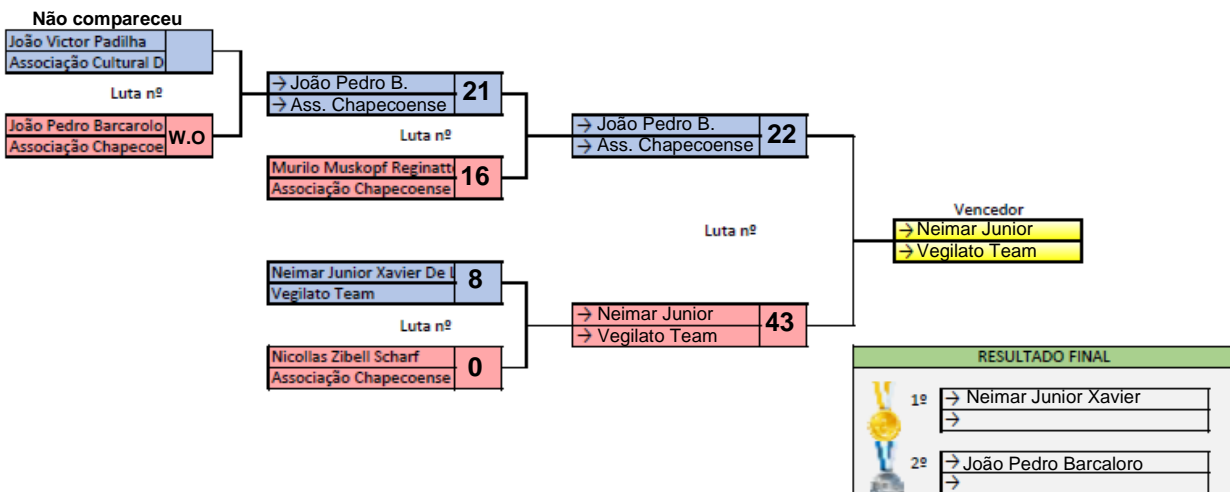 Não compareceu
João Victor Padilha
Associação Cultural D
Luta nº
João Pedro Barcarolo
Associação Chapecoe
W.O
→ João Pedro B.
→ Ass. Chapecoense
21
Luta nº
Murilo Muskopf Reginatt
Associação Chapecoense
16
→ João Pedro B.
→ Ass. Chapecoense
22
Luta nº
Vencedor
→ Neimar Junior
→ Vegilato Team
Neimar Junior Xavier De L
Vegilato Team
8
Luta nº
Nicollas Zibell Scharf
Associação Chapecoense
0
→ Neimar Junior
→ Vegilato Team
43
RESULTADO FINAL
1º → Neimar Junior Xavier
→
2º → João Pedro Barcaloro
→